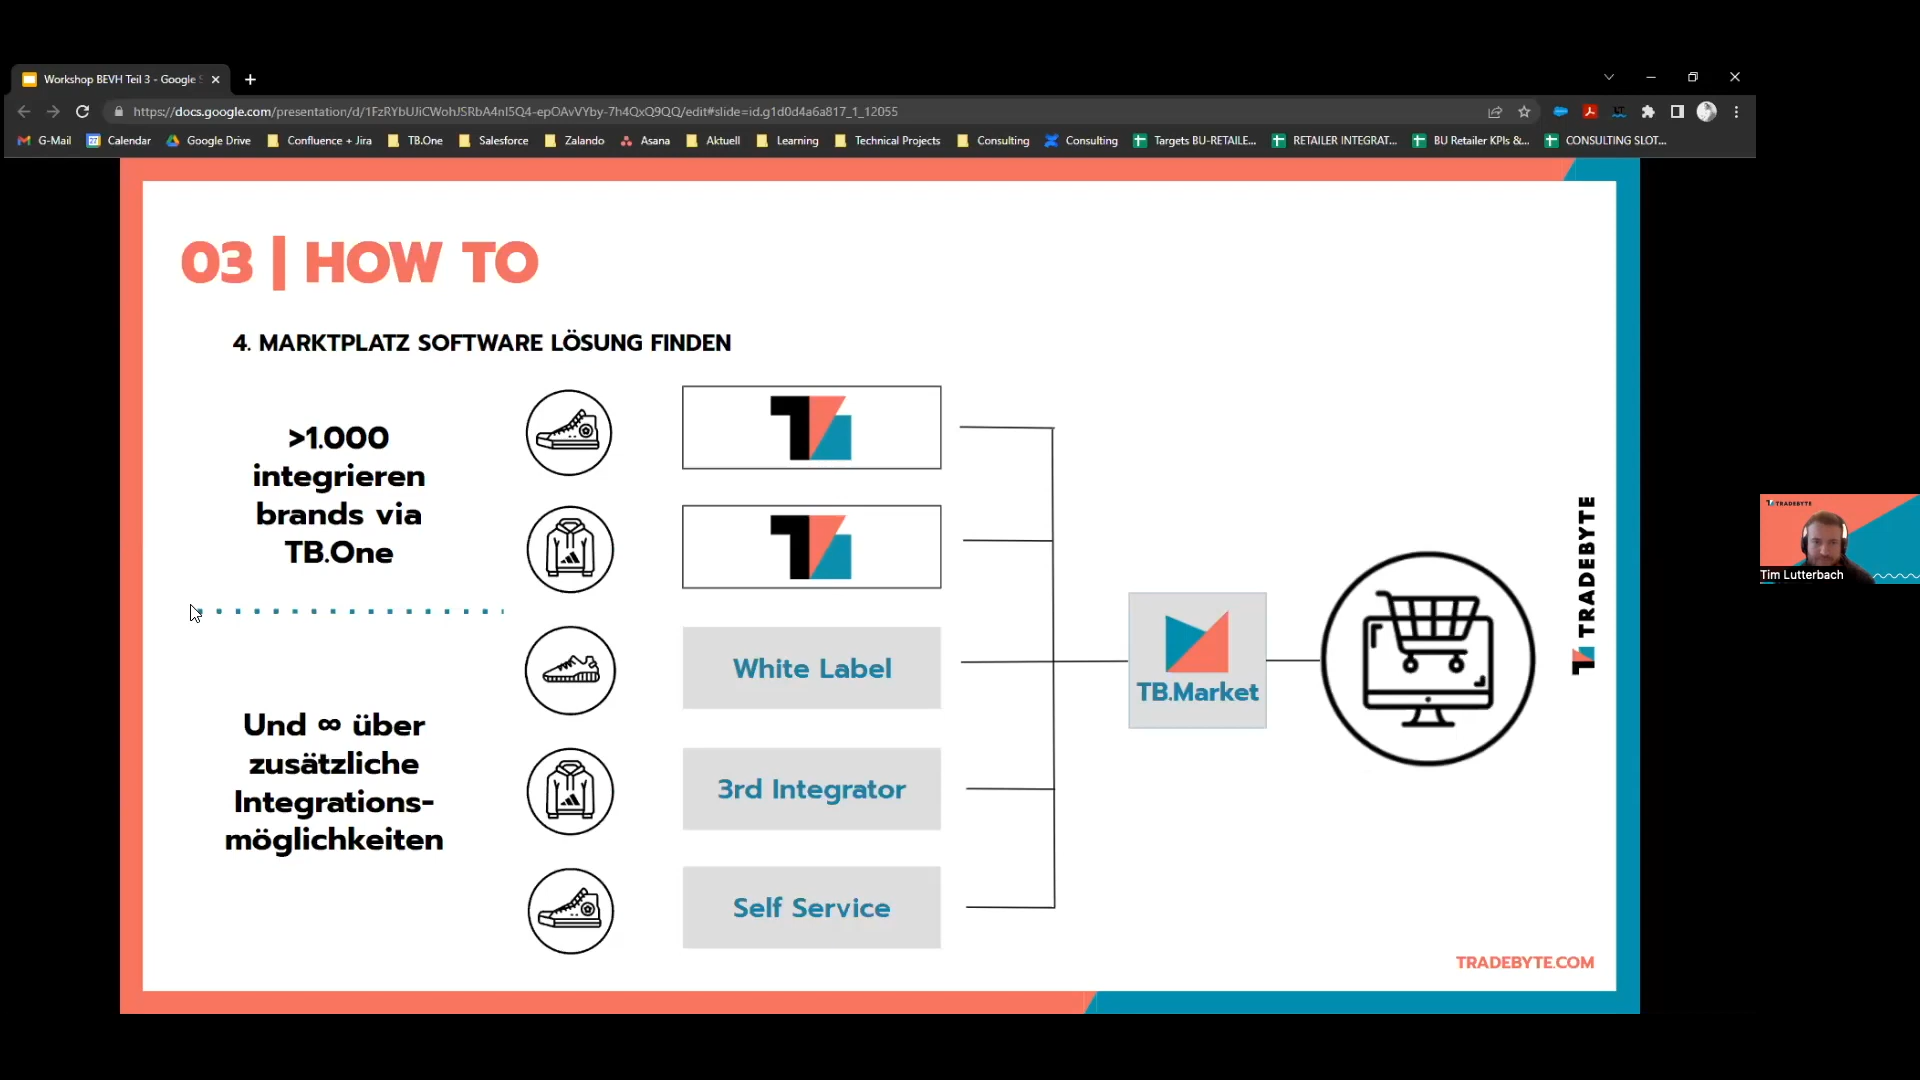 Workshop BEVH Teil 3 - Google S
https://docs.google.com/presentation/d/1FzRYbUJiCWohJSRbA4nI5Q4-epOAvVYby-7h4QxQ9QQ/edit#slide=id.g1d0d4a6a817_1_12055
G-Mail Calendar Google Drive Confluence + Jira TB.One Salesforce Zalando Asana Aktuell Learning Technical Projects Consulting Consulting Targets BU-RETAILE... RETAILER INTEGRAT... BU Retailer KPIs &... CONSULTING SLOT...
03 | HOW TO
4. MARKTPLATZ SOFTWARE LÖSUNG FINDEN
>1.000
integrieren
brands via
TB.One
Und ∞ über
zusätzliche
Integrations-
möglichkeiten
White Label
3rd Integrator
Self Service
TB.Market
TRADEBYTE
TRADEBYTE.COM
TRADEBYTE
Tim Lutterbach